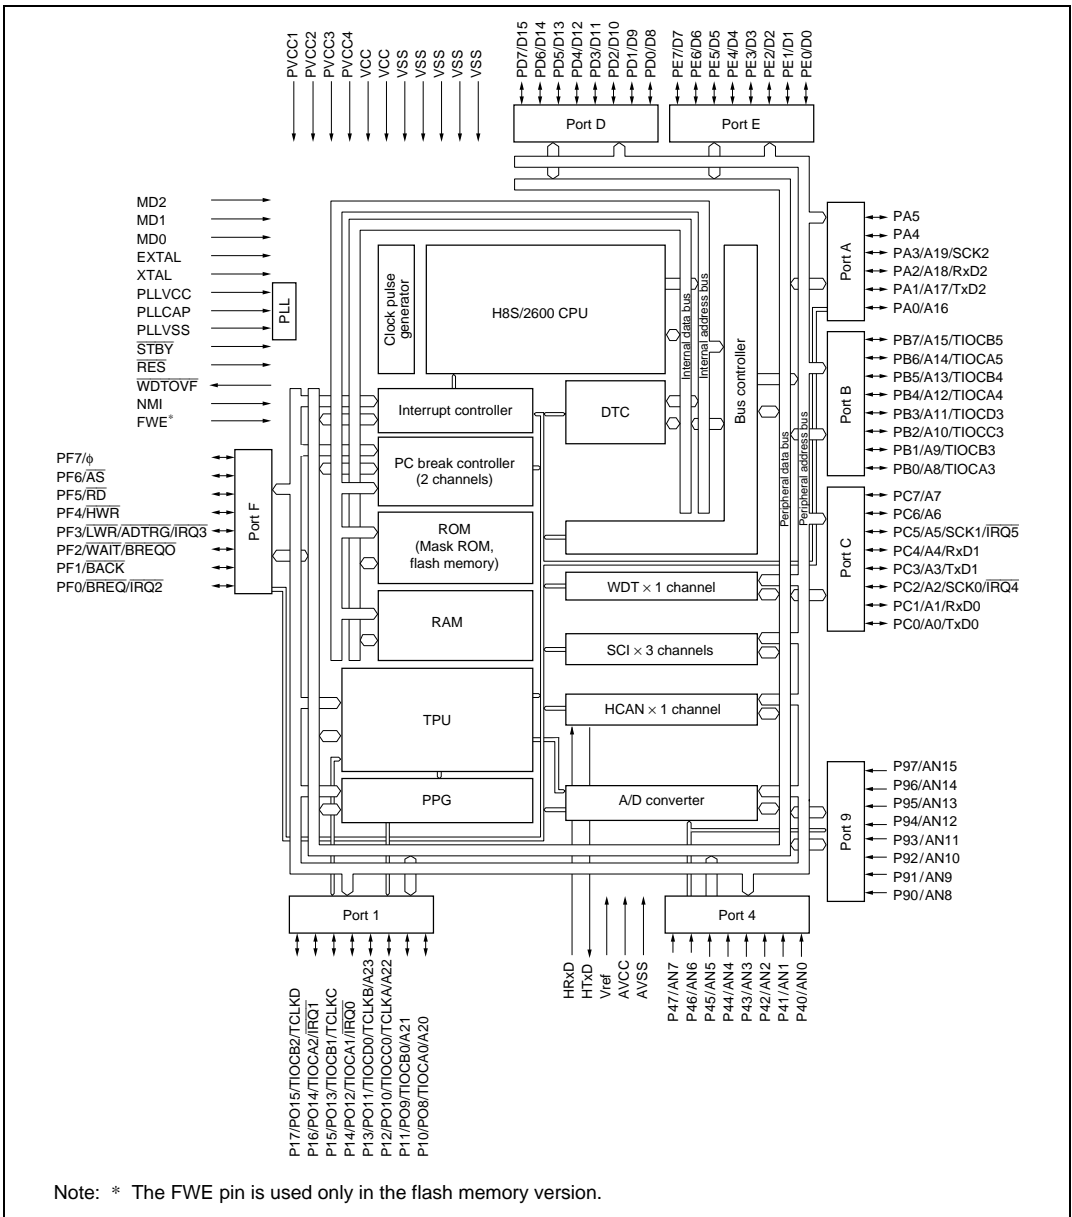 PVCC1
PVCC2
PVCC3
PVCC4
VCC
VCC
VSS
VSS
VSS
VSS
VSS
PD7/D15
PD6/D14
PD5/D13
PD4/D12
PD3/D11
PD2/D10
PD1/D9
PD0/D8
PE7/D7
PE6/D6
PE5/D5
PE4/D4
PE3/D3
PE2/D2
PE1/D1
PE0/D0
Port D
Port E
MD2
MD1
MD0
EXTAL
XTAL
PLLVCC
PLLCAP
PLLVSS
STBY
RES
WDTOVF
NMI
FWE*
PLL
Clock pulse
generator
H8S/2600 CPU
Internal data bus
Internal address bus
Bus controller
Peripheral data bus
Peripheral address bus
Interrupt controller
DTC
PC break controller
(2 channels)
ROM
(Mask ROM,
flash memory)
RAM
WDT × 1 channel
SCI × 3 channels
TPU
HCAN × 1 channel
PPG
A/D converter
Port A
PA5
PA4
PA3/A19/SCK2
PA2/A18/RxD2
PA1/A17/TxD2
PA0/A16
Port B
PB7/A15/TIOCB5
PB6/A14/TIOCA5
PB5/A13/TIOCB4
PB4/A12/TIOCA4
PB3/A11/TIOCD3
PB2/A10/TIOCC3
PB1/A9/TIOCB3
PB0/A8/TIOCA3
Port C
PC7/A7
PC6/A6
PC5/A5/SCK1/IRQ5
PC4/A4/RxD1
PC3/A3/TxD1
PC2/A2/SCK0/IRQ4
PC1/A1/RxD0
PC0/A0/TxD0
PF7/ϕ
PF6/AS
PF5/RD
PF4/HWR
PF3/LWR/ADTRG/IRQ3
PF2/WAIT/BREQO
PF1/BACK
PF0/BREQ/IRQ2
Port F
Port 9
P97/AN15
P96/AN14
P95/AN13
P94/AN12
P93/AN11
P92/AN10
P91/AN9
P90/AN8
Port 1
Port 4
P17/PO15/TIOCB2/TCLKD
P16/PO14/TIOCA2/IRQ1
P15/PO13/TIOCB1/TCLKC
P14/PO12/TIOCA1/IRQ0
P13/PO11/TIOCD0/TCLKB/A23
P12/PO10/TIOCC0/TCLKA/A22
P11/PO9/TIOCB0/A21
P10/PO8/TIOCA0/A20
HRxD
HTxD
Vref
AVCC
AVSS
P47/AN7
P46/AN6
P45/AN5
P44/AN4
P43/AN3
P42/AN2
P41/AN1
P40/AN0
Note: * The FWE pin is used only in the flash memory version.